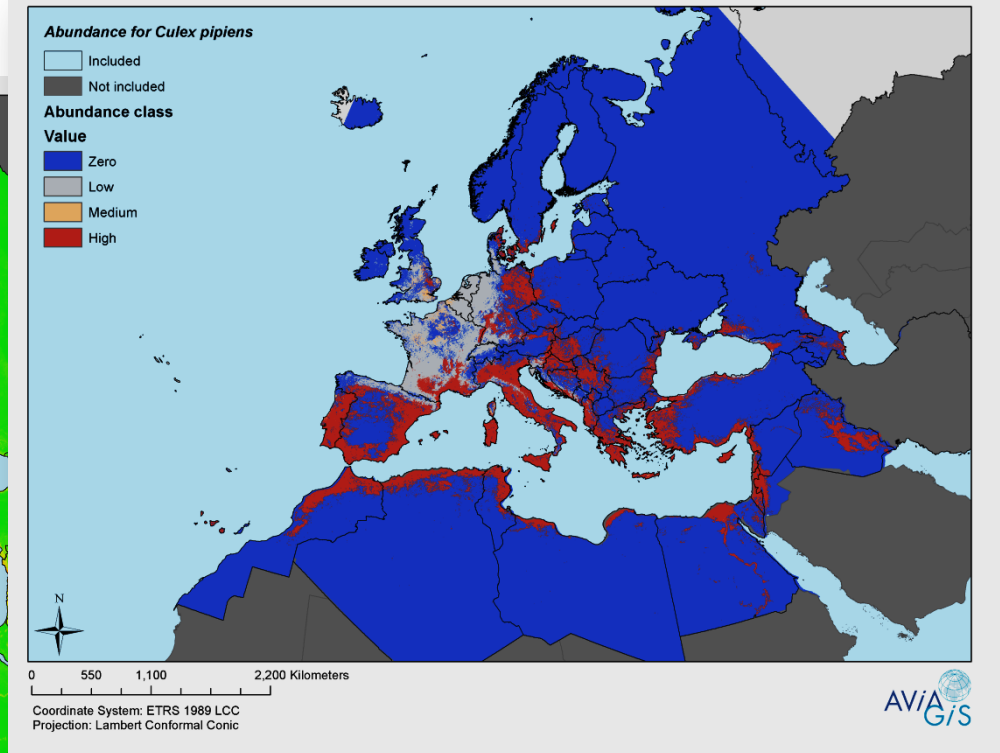 Abundance for Culex pipiens
Included
Not included
Abundance class
Value
Zero
Low
Medium
High
N
0 550 1,100 2,200 Kilometers
Coordinate System: ETRS 1989 LCC
Projection: Lambert Conformal Conic
AViA
GiS